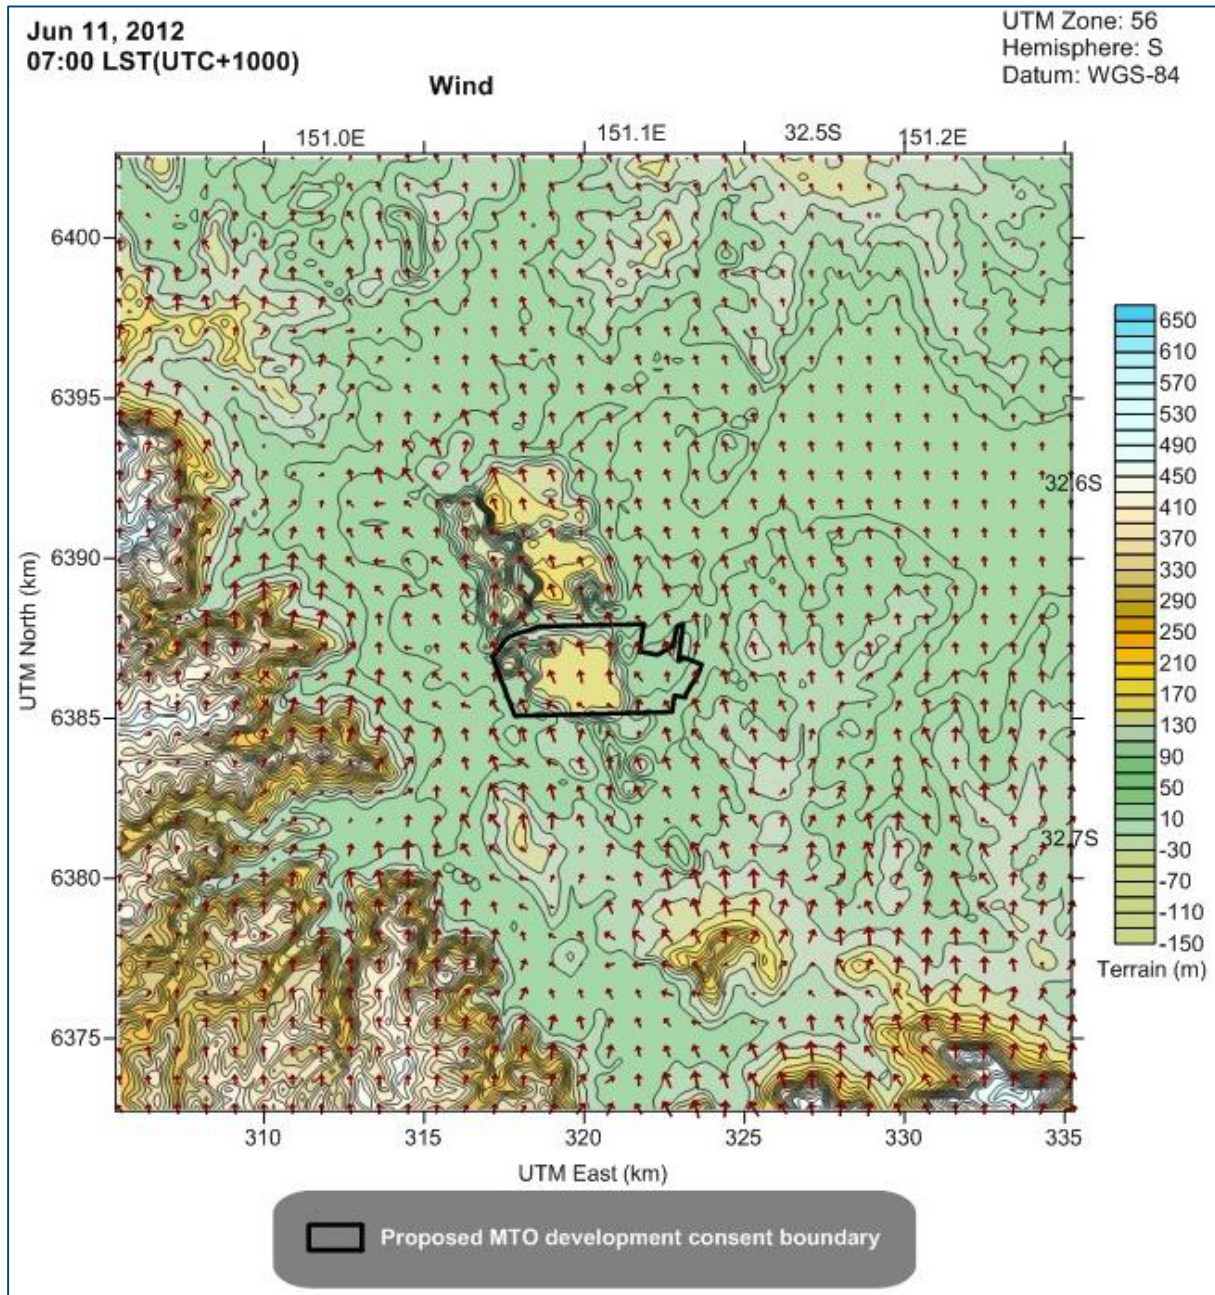 Jun 11, 2012
07:00 LST(UTC+1000)
UTM Zone: 56
Hemisphere: S
Datum: WGS-84
Wind
151.0E
151.1E
32.5S
151.2E
6400
6395
6390
6385
6380
6375
UTM North (km)
32.6S
32.7S
650
610
570
530
490
450
410
370
330
290
250
210
170
130
90
50
10
-30
-70
-110
-150
Terrain (m)
310
315
320
325
330
335
UTM East (km)
Proposed MTO development consent boundary